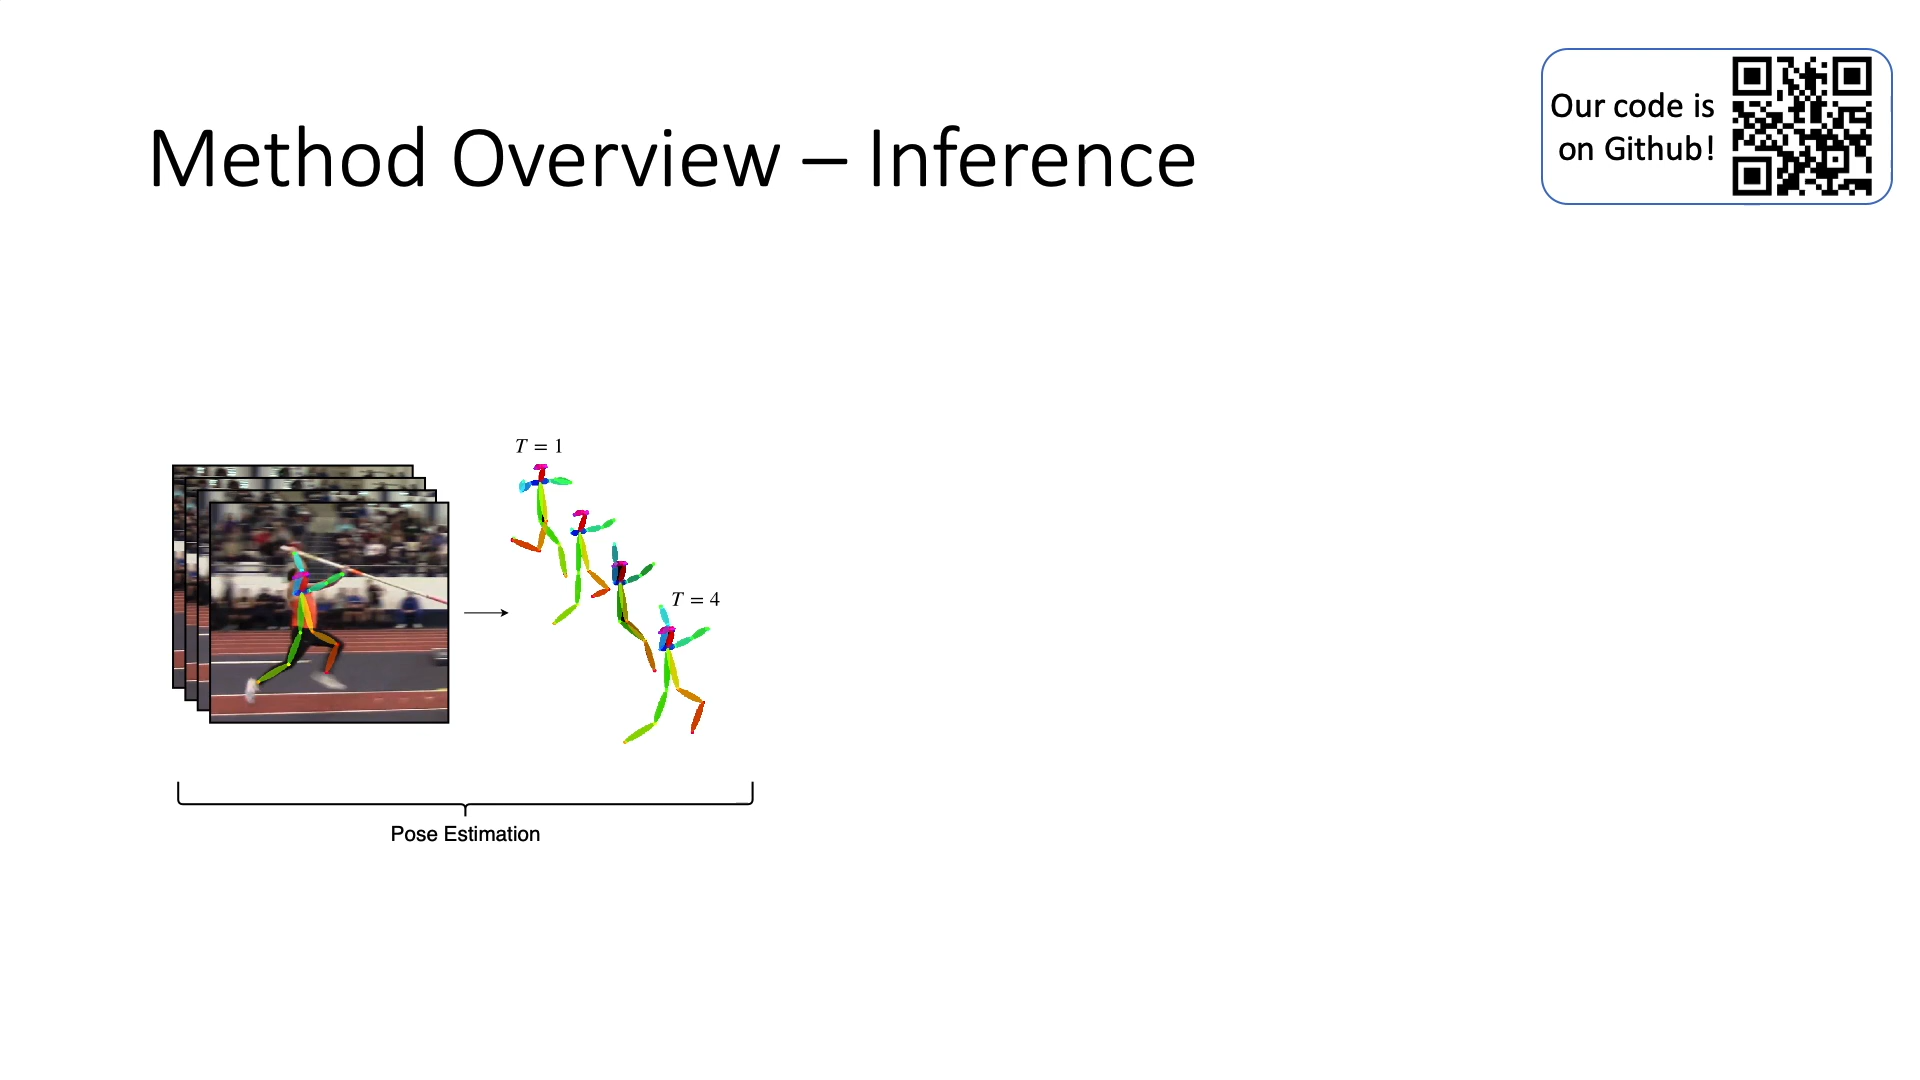 Our code is
on Github!
Method Overview – Inference
T = 1
T = 4
Pose Estimation